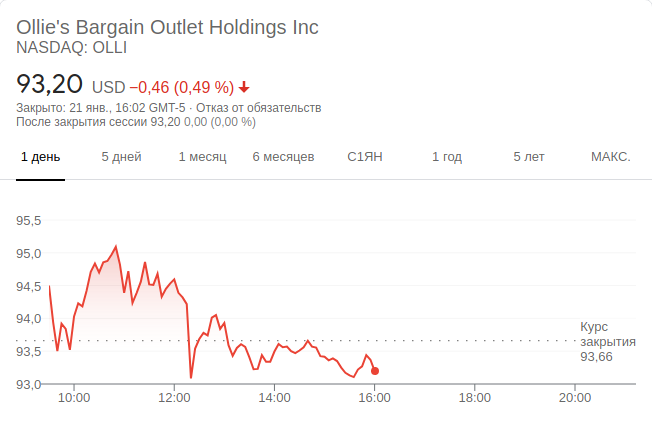 Ollie's Bargain Outlet Holdings Inc
NASDAQ: OLLI
93,20 USD −0,46 (0,49 %)
Закрыто: 21 янв., 16:02 GMT-5 · Отказ от обязательств
После закрытия сессии 93,20 0,00 (0,00 %)
1 день 5 дней 1 месяц 6 месяцев С1ЯН 1 год 5 лет МАКС.
95,5
95,0
94,5
94,0
93,5
93,0
Курс
закрытия
93,66
10:00 12:00 14:00 16:00 18:00 20:00